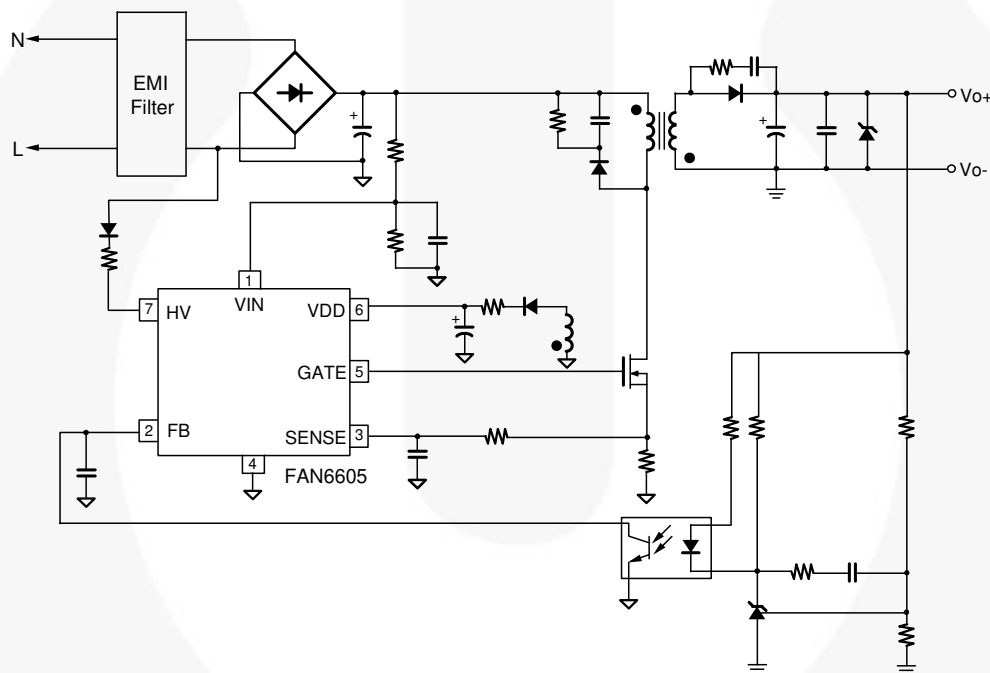 N
EMI
Filter
L
Vo+
Vo-
+
+
1
VIN
7 HV
VDD 6
+
GATE 5
2 FB
SENSE 3
4
FAN6605